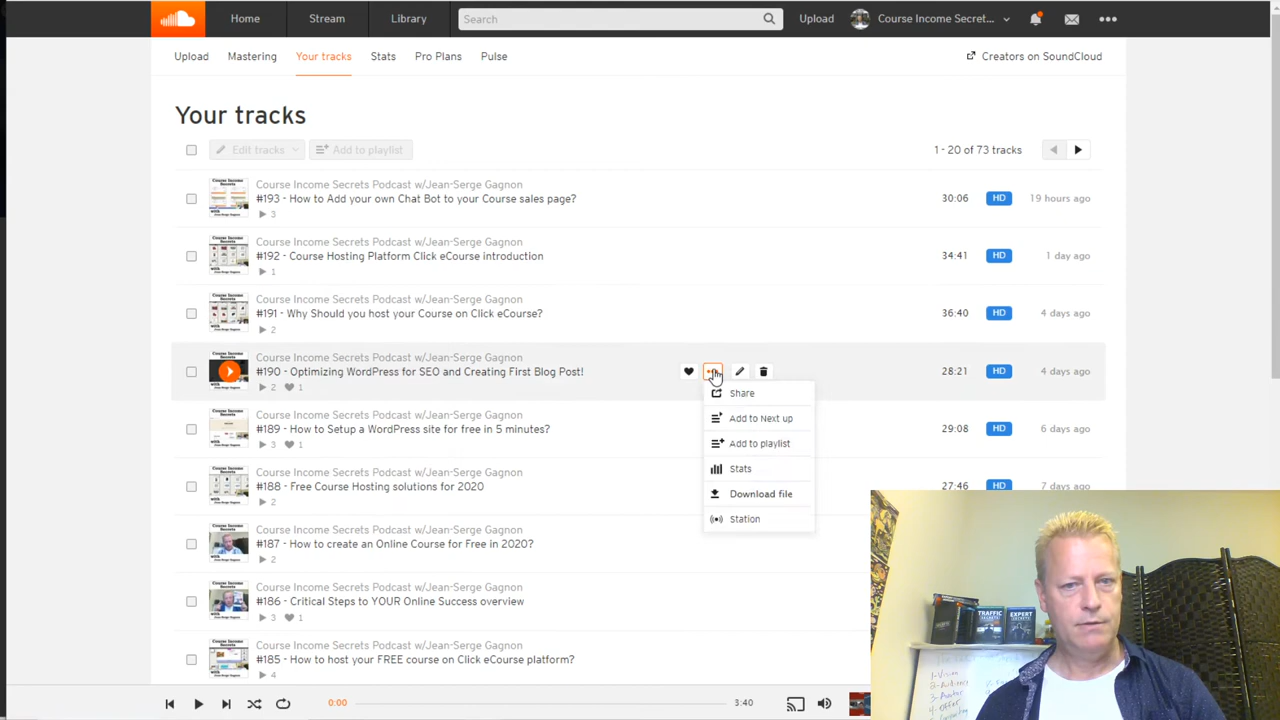 Home
Stream
Library
Search
Upload
Course Income Secret...
Upload
Mastering
Your tracks
Stats
Pro Plans
Pulse
Creators on SoundCloud
Your tracks
Edit tracks
Add to playlist
1 - 20 of 73 tracks
Course Income Secrets Podcast w/Jean-Serge Gagnon
#193 - How to Add your own Chat Bot to your Course sales page?
3
30:06
HD
19 hours ago
Course Income Secrets Podcast w/Jean-Serge Gagnon
#192 - Course Hosting Platform Click eCourse introduction
1
34:41
HD
1 day ago
Course Income Secrets Podcast w/Jean-Serge Gagnon
#191 - Why Should you host your Course on Click eCourse?
2
36:40
HD
4 days ago
Course Income Secrets Podcast w/Jean-Serge Gagnon
#190 - Optimizing WordPress for SEO and Creating First Blog Post!
2 1
28:21
HD
4 days ago
Share
Add to Next up
Add to playlist
Stats
Download file
Station
Course Income Secrets Podcast w/Jean-Serge Gagnon
#189 - How to Setup a WordPress site for free in 5 minutes?
3 1
29:08
HD
6 days ago
Course Income Secrets Podcast w/Jean-Serge Gagnon
#188 - Free Course Hosting solutions for 2020
2
27:46
HD
7 days ago
Course Income Secrets Podcast w/Jean-Serge Gagnon
#187 - How to create an Online Course for Free in 2020?
2
Course Income Secrets Podcast w/Jean-Serge Gagnon
#186 - Critical Steps to YOUR Online Success overview
3 1
Course Income Secrets Podcast w/Jean-Serge Gagnon
#185 - How to host your FREE course on Click eCourse platform?
4
0:00
3:40
TRAFFIC
SECRETS
EXPERT
SECRETS